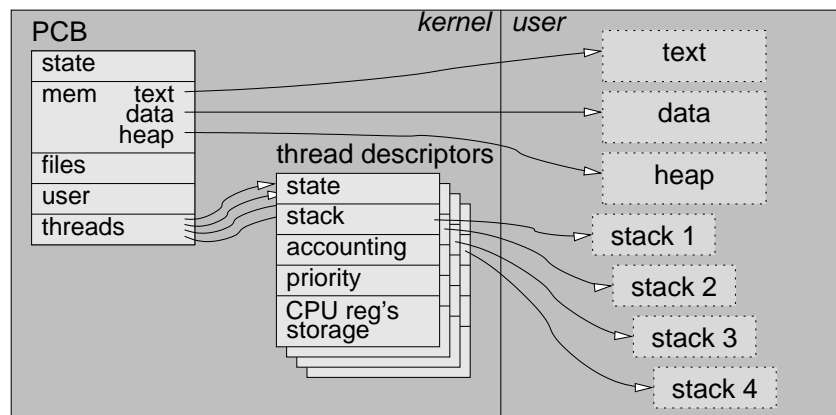 PCB
kernel user
state
mem text
data
heap
files
user
threads
thread descriptors
state
stack
accounting
priority
CPU reg's
storage
text
data
heap
stack 1
stack 2
stack 3
stack 4